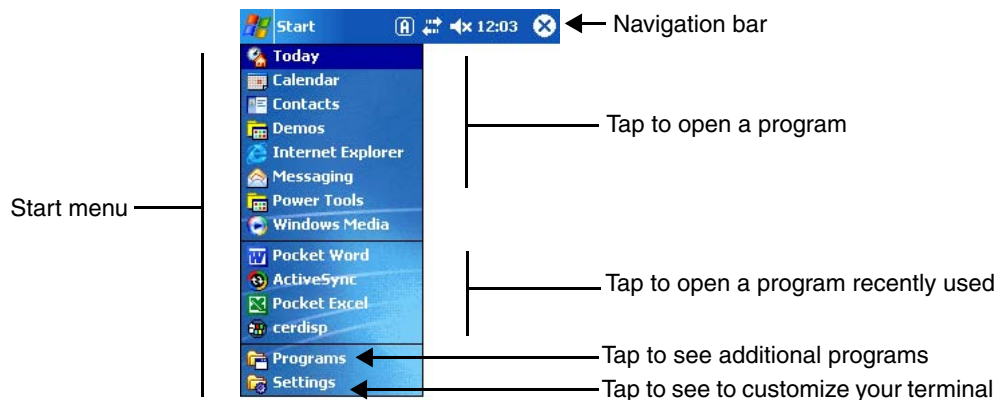 Start A 12:03 Navigation bar
Today
Calendar
Contacts
Demos
Tap to open a program
Internet Explorer
Messaging
Power Tools
Start menu
Windows Media
Pocket Word
ActiveSync
Pocket Excel
Tap to open a program recently used
cerdisp
Programs Tap to see additional programs
Settings Tap to see to customize your terminal